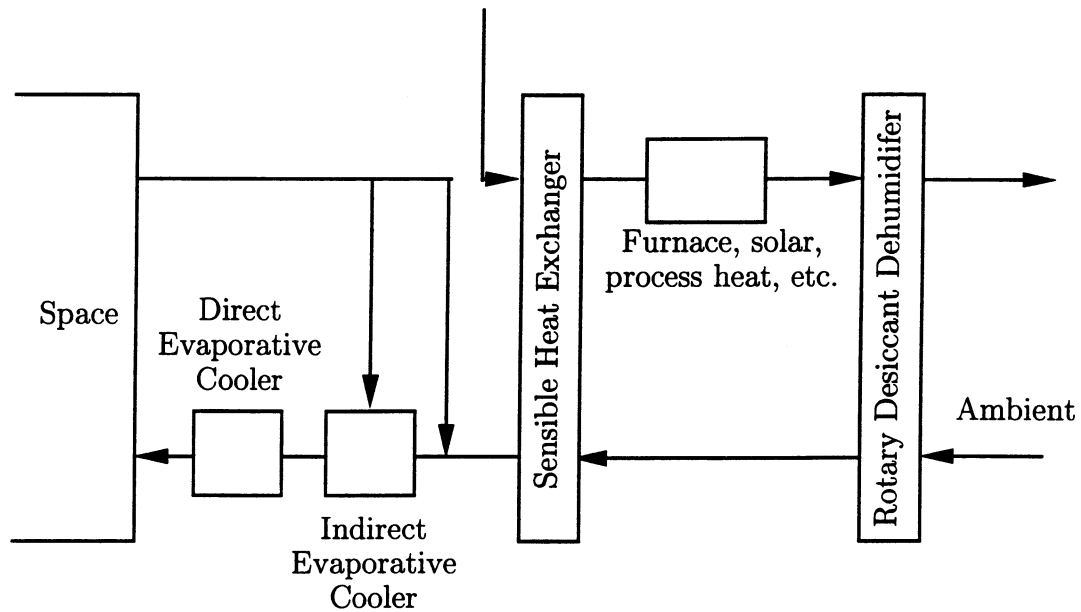 Space
Direct
Evaporative
Cooler
Indirect
Evaporative
Cooler
Sensible Heat Exchanger
Furnace, solar,
process heat, etc.
Rotary Desiccant Dehumidifer
Ambient